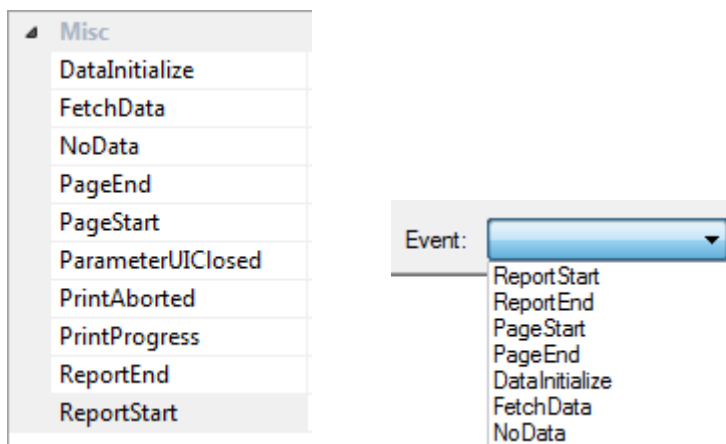 Misc
DataInitialize
FetchData
NoData
PageEnd
PageStart
ParameterUIClosed
PrintAborted
PrintProgress
ReportEnd
ReportStart
Event:
ReportStart
ReportEnd
PageStart
PageEnd
DataInitialize
FetchData
NoData